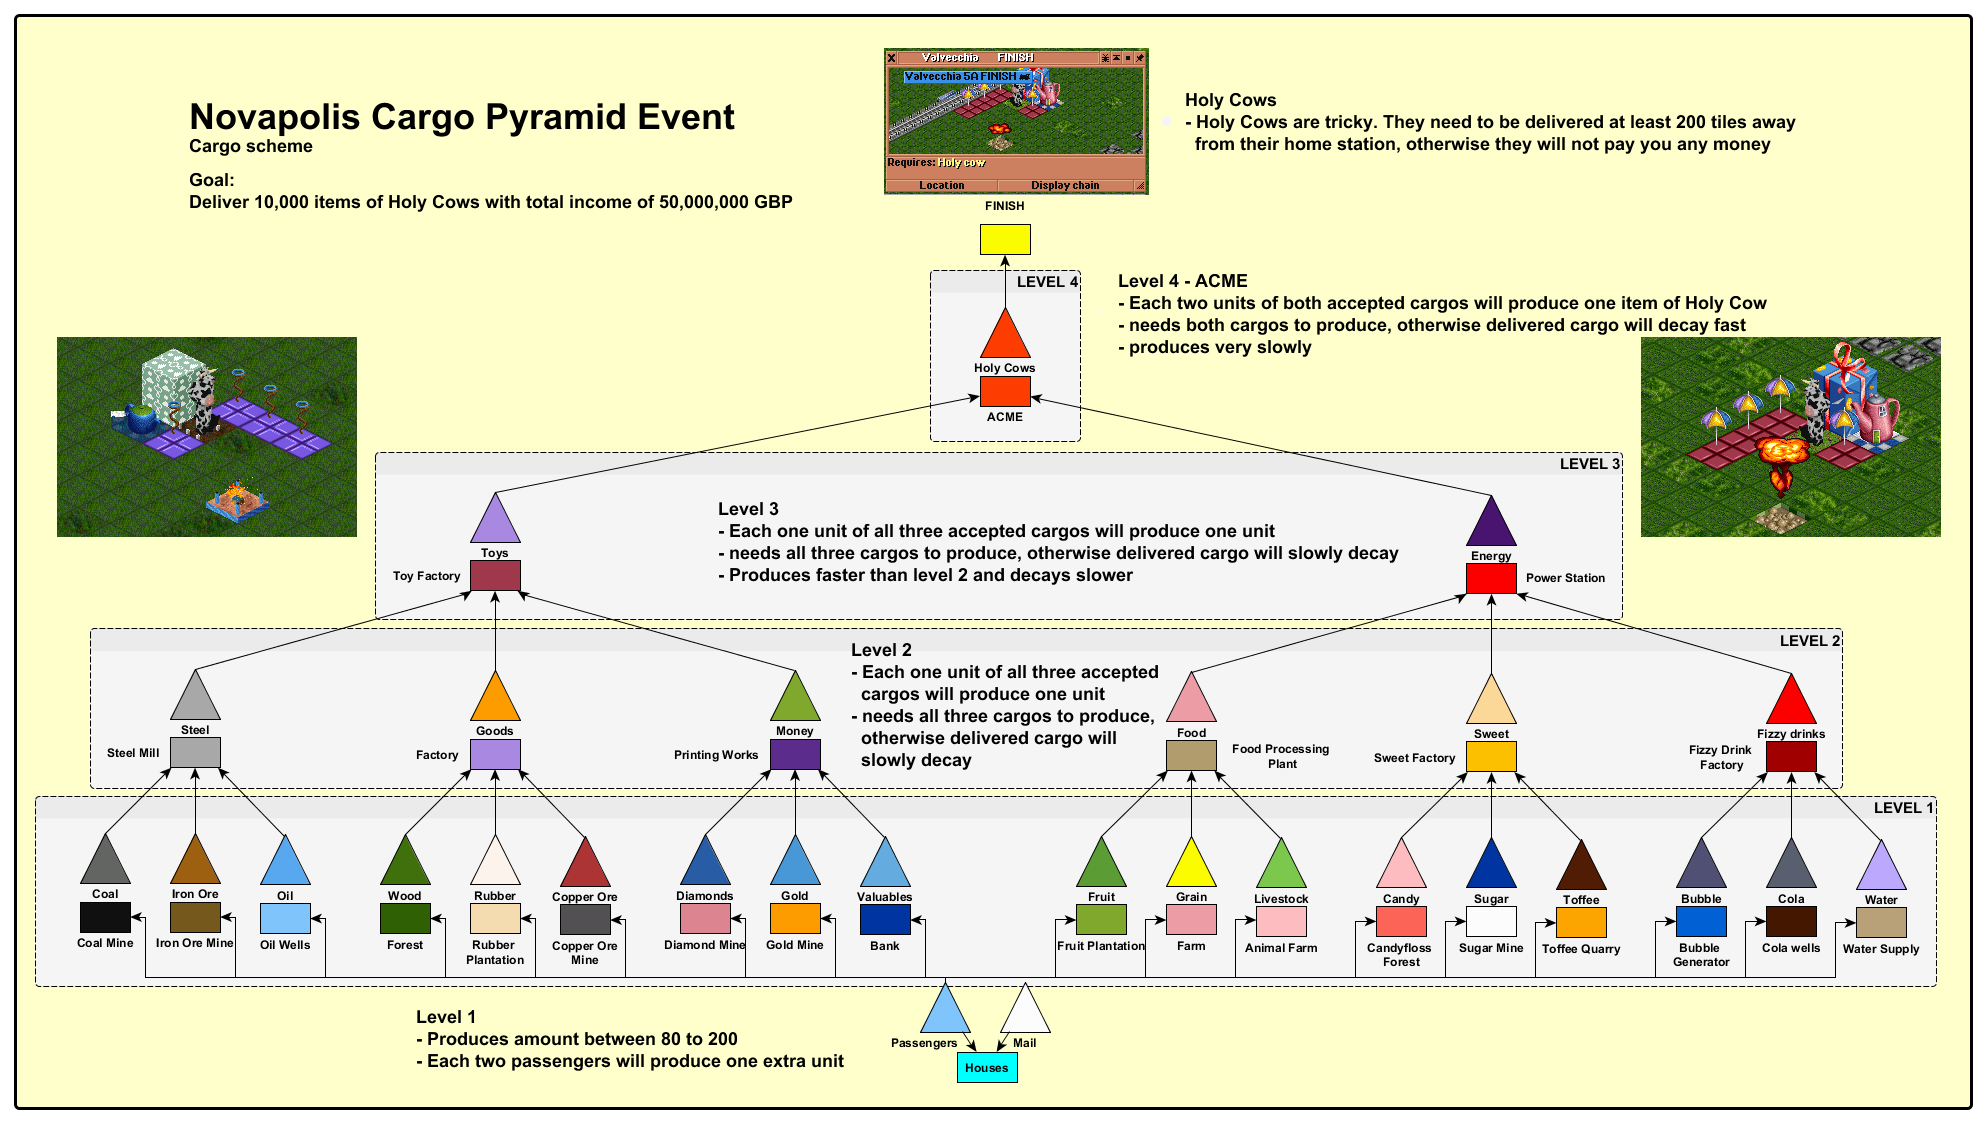 Valvecchia FINISH
Valvecchia 5A FINISH
Requires: Holy cow
Location
Display chain
FINISH
Novapolis Cargo Pyramid Event
Cargo scheme
Goal:
Deliver 10,000 items of Holy Cows with total income of 50,000,000 GBP
Holy Cows
- Holy Cows are tricky. They need to be delivered at least 200 tiles away
from their home station, otherwise they will not pay you any money
LEVEL 4
Holy Cows
ACME
Level 4 - ACME
- Each two units of both accepted cargos will produce one item of Holy Cow
- needs both cargos to produce, otherwise delivered cargo will decay fast
- produces very slowly
LEVEL 3
Toys
Toy Factory
Level 3
- Each one unit of all three accepted cargos will produce one unit
- needs all three cargos to produce, otherwise delivered cargo will slowly decay
- Produces faster than level 2 and decays slower
Energy
Power Station
LEVEL 2
Steel
Steel Mill
Goods
Factory
Money
Printing Works
Level 2
- Each one unit of all three accepted
cargos will produce one unit
- needs all three cargos to produce,
otherwise delivered cargo will
slowly decay
Food
Food Processing
Plant
Sweet
Sweet Factory
Fizzy drinks
Fizzy Drink
Factory
LEVEL 1
Coal
Coal Mine
Iron Ore
Iron Ore Mine
Oil
Oil Wells
Wood
Forest
Rubber
Rubber
Plantation
Copper Ore
Copper Ore
Mine
Diamonds
Diamond Mine
Gold
Gold Mine
Valuables
Bank
Fruit
Fruit Plantation
Grain
Farm
Livestock
Animal Farm
Candy
Candyfloss
Forest
Sugar
Sugar Mine
Toffee
Toffee Quarry
Bubble
Bubble
Generator
Cola
Cola wells
Water
Water Supply
Level 1
- Produces amount between 80 to 200
- Each two passengers will produce one extra unit
Passengers
Mail
Houses